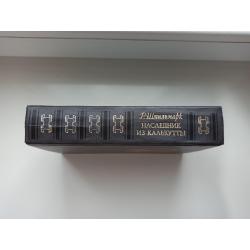 Р. Штильмарк
НАСЛЕДНИК
ИЗ КАЛЬКУТТЫ